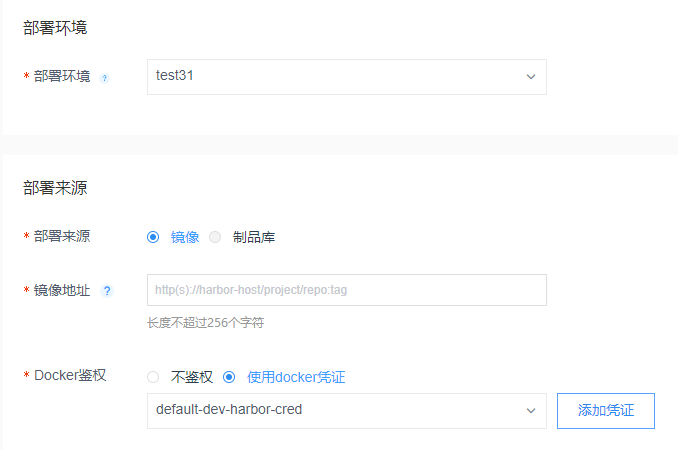 部署环境
* 部署环境 ?
test31
部署来源
* 部署来源
镜像 制品库
* 镜像地址 ?
http(s)://harbor-host/project/repo:tag
长度不超过256个字符
* Docker鉴权
不鉴权 使用docker凭证
default-dev-harbor-cred
添加凭证